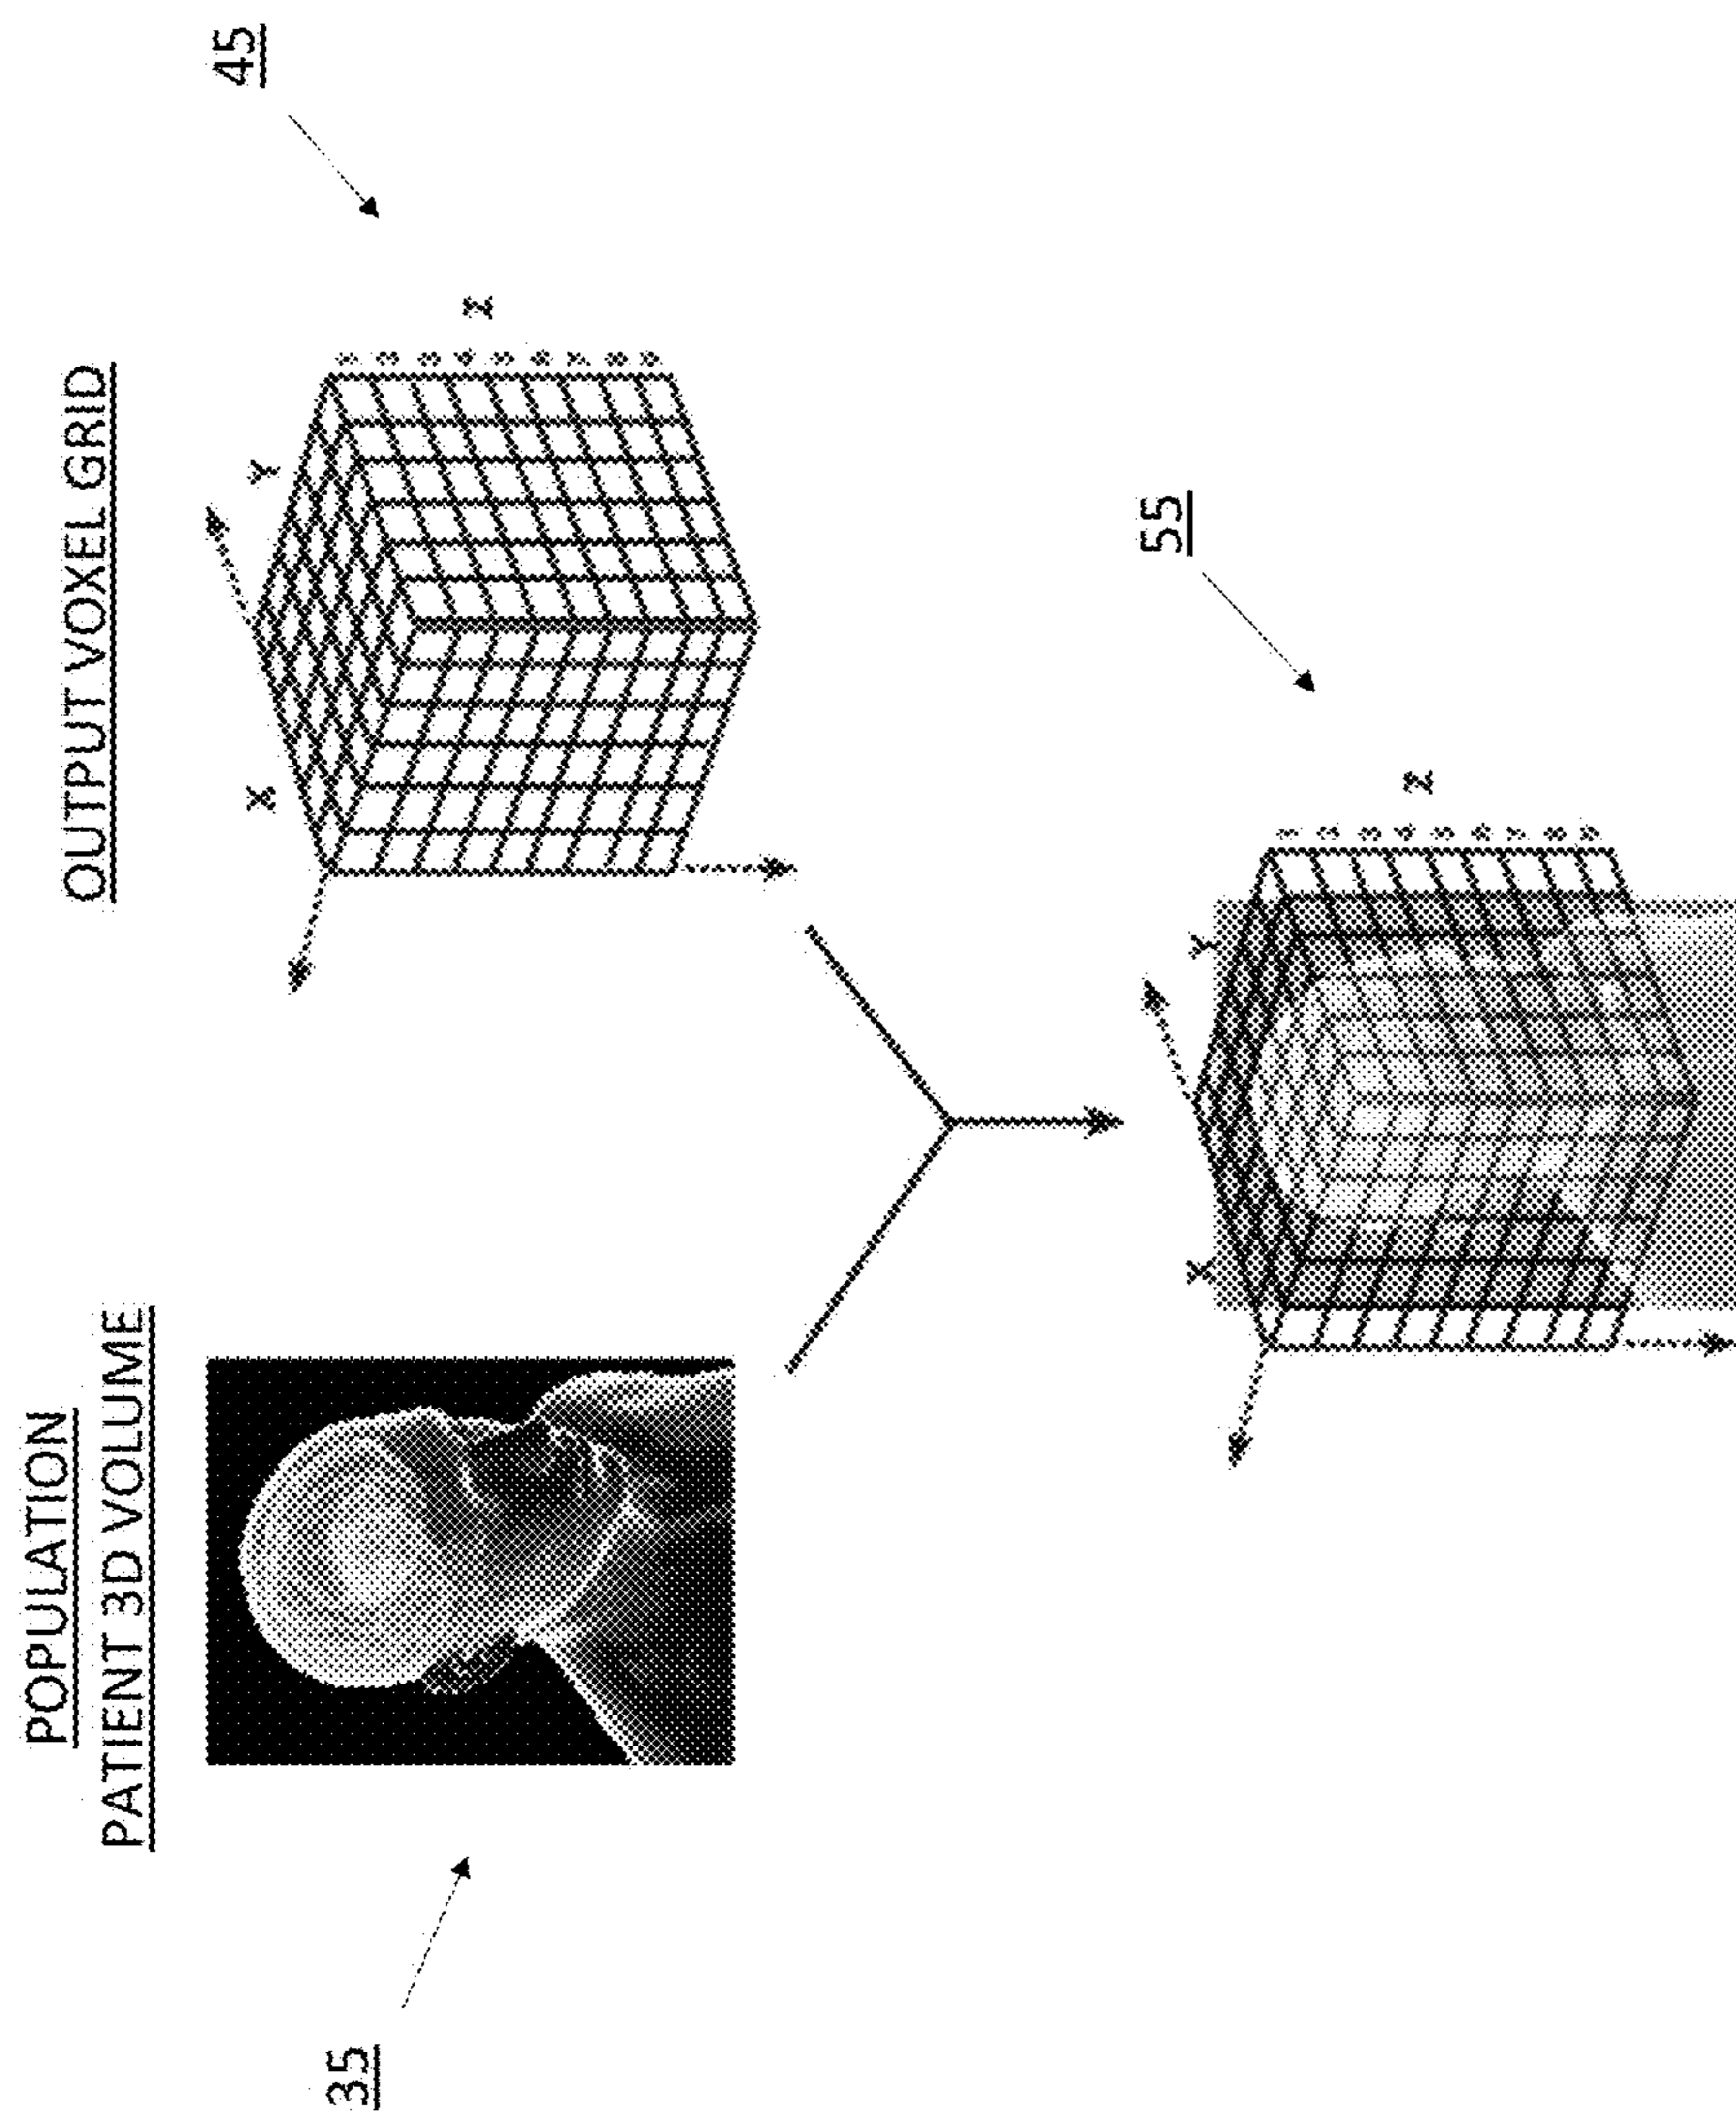 POPULATION
PATIENT 3D VOLUME
OUTPUT VOXEL GRID
35
45
X
Y
Z
55
X
Y
Z